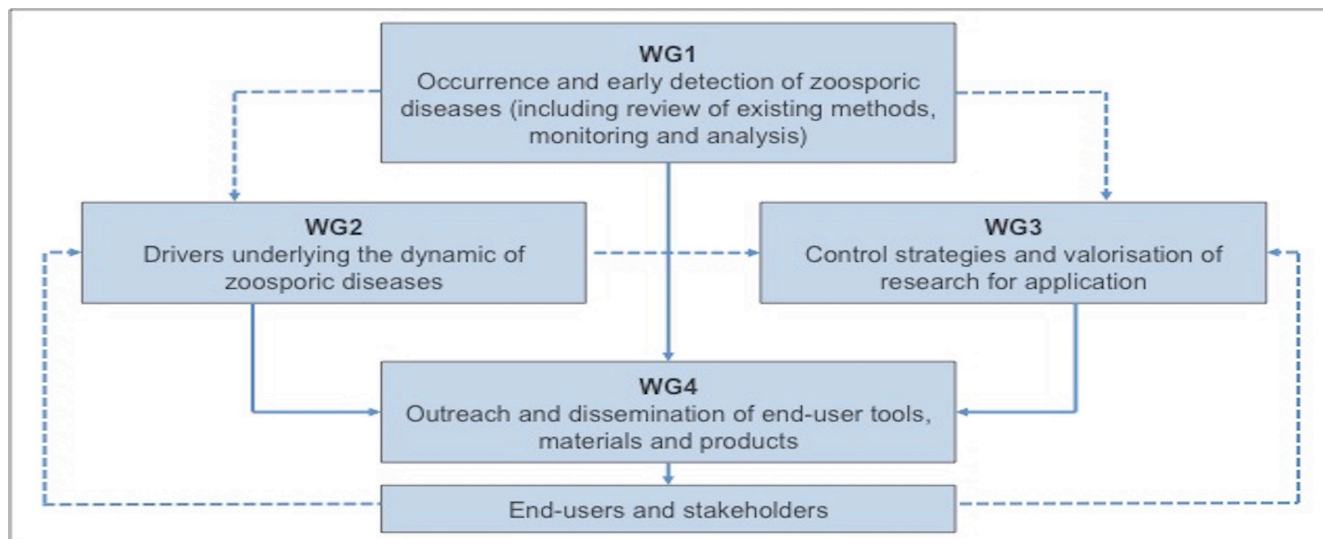 WG1
Occurrence and early detection of zoosporic
diseases (including review of existing methods,
monitoring and analysis)
WG2
Drivers underlying the dynamic of
zoosporic diseases
WG3
Control strategies and valorisation of
research for application
WG4
Outreach and dissemination of end-user tools,
materials and products
End-users and stakeholders